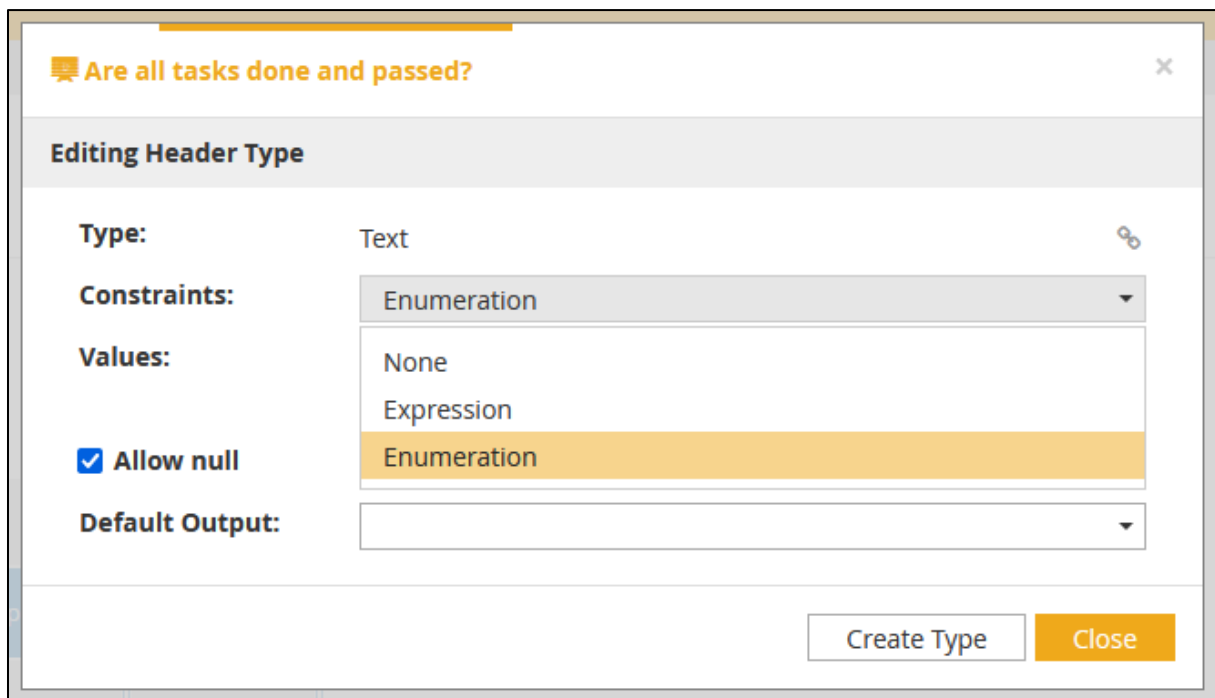 Are all tasks done and passed?
×
Editing Header Type
Type: Text
Constraints: Enumeration
Values:
None
Expression
Enumeration
Allow null
Default Output:
Create Type Close